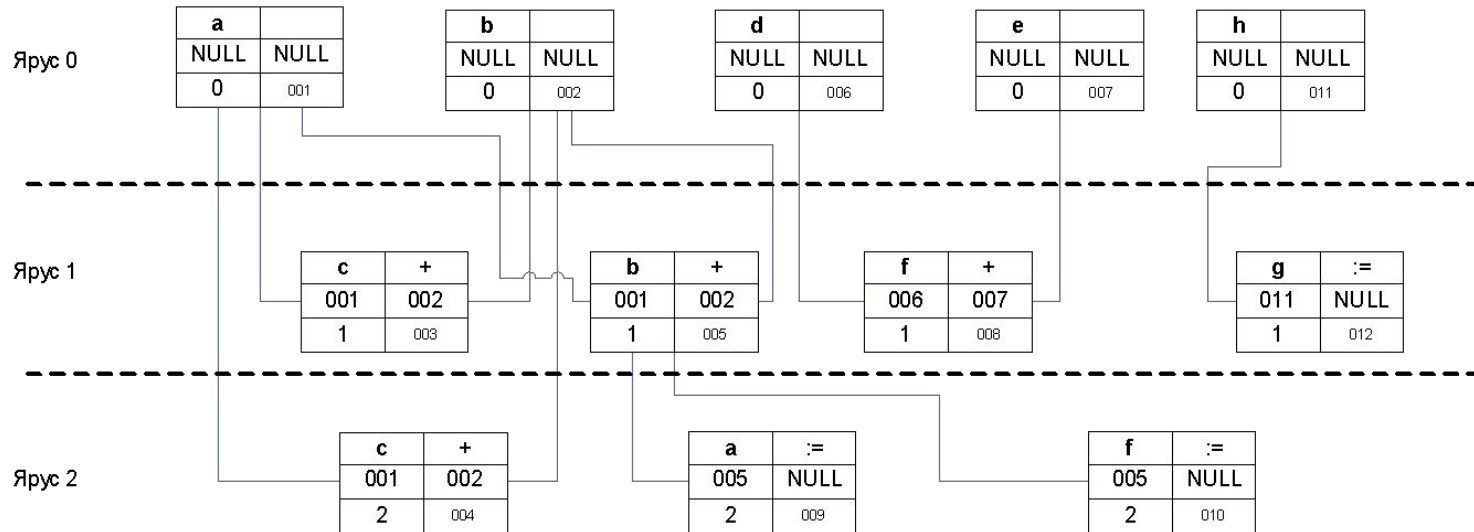 a b d e h
Ярус 0 NULL NULL NULL NULL NULL NULL NULL NULL NULL NULL
0 001 0 002 0 006 0 007 0 011
c + b + f + g :=
Ярус 1 001 002 001 002 006 007 011 NULL
1 003 1 005 1 008 1 012
c + a := f :=
Ярус 2 001 002 005 NULL 005 NULL
2 004 2 009 2 010